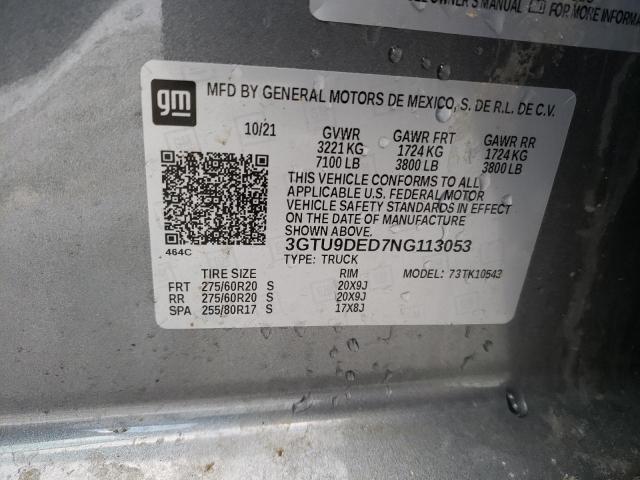 OWNER'S MANUAL FOR MORE INFORMA
gm
MFD BY GENERAL MOTORS DE MEXICO, S. DE R.L. DE C.V.
10/21 GVWR GAWR FRT GAWR RR
3221 KG 1724 KG 1724 KG
7100 LB 3800 LB 3800 LB
THIS VEHICLE CONFORMS TO ALL
APPLICABLE U.S. FEDERAL MOTOR
VEHICLE SAFETY STANDARDS IN EFFECT
ON THE DATE OF MANUFACTURE
SHOWN ABOVE.
464C
3GTU9DED7NG113053
TYPE: TRUCK
TIRE SIZE RIM MODEL: 73TK10543
FRT 275/60R20 S 20X9J
RR 275/60R20 S 20X9J
SPA 255/80R17 S 17X8J